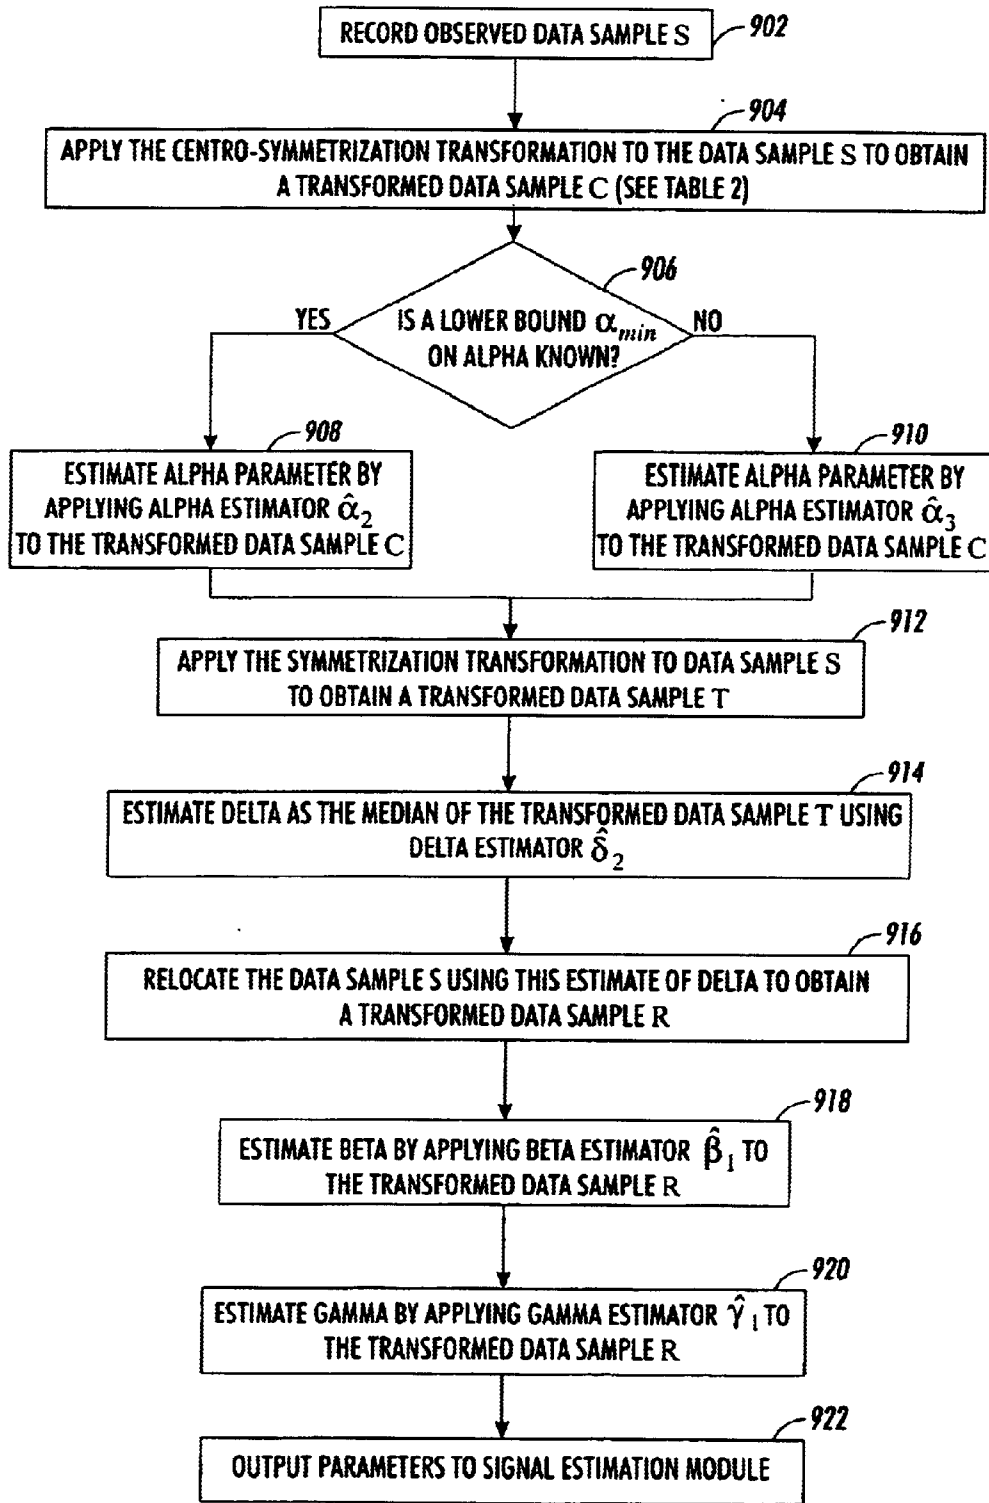 RECORD OBSERVED DATA SAMPLE S
902
904
APPLY THE CENTRO-SYMMETRIZATION TRANSFORMATION TO THE DATA SAMPLE S TO OBTAIN
A TRANSFORMED DATA SAMPLE C (SEE TABLE 2)
906
YES
IS A LOWER BOUND αmin
ON ALPHA KNOWN?
NO
908
ESTIMATE ALPHA PARAMETER BY
APPLYING ALPHA ESTIMATOR α̂2
TO THE TRANSFORMED DATA SAMPLE C
910
ESTIMATE ALPHA PARAMETER BY
APPLYING ALPHA ESTIMATOR α̂3
TO THE TRANSFORMED DATA SAMPLE C
912
APPLY THE SYMMETRIZATION TRANSFORMATION TO DATA SAMPLE S
TO OBTAIN A TRANSFORMED DATA SAMPLE T
914
ESTIMATE DELTA AS THE MEDIAN OF THE TRANSFORMED DATA SAMPLE T USING
DELTA ESTIMATOR δ̂2
916
RELOCATE THE DATA SAMPLE S USING THIS ESTIMATE OF DELTA TO OBTAIN
A TRANSFORMED DATA SAMPLE R
918
ESTIMATE BETA BY APPLYING BETA ESTIMATOR β̂1 TO
THE TRANSFORMED DATA SAMPLE R
920
ESTIMATE GAMMA BY APPLYING GAMMA ESTIMATOR γ̂1 TO
THE TRANSFORMED DATA SAMPLE R
922
OUTPUT PARAMETERS TO SIGNAL ESTIMATION MODULE